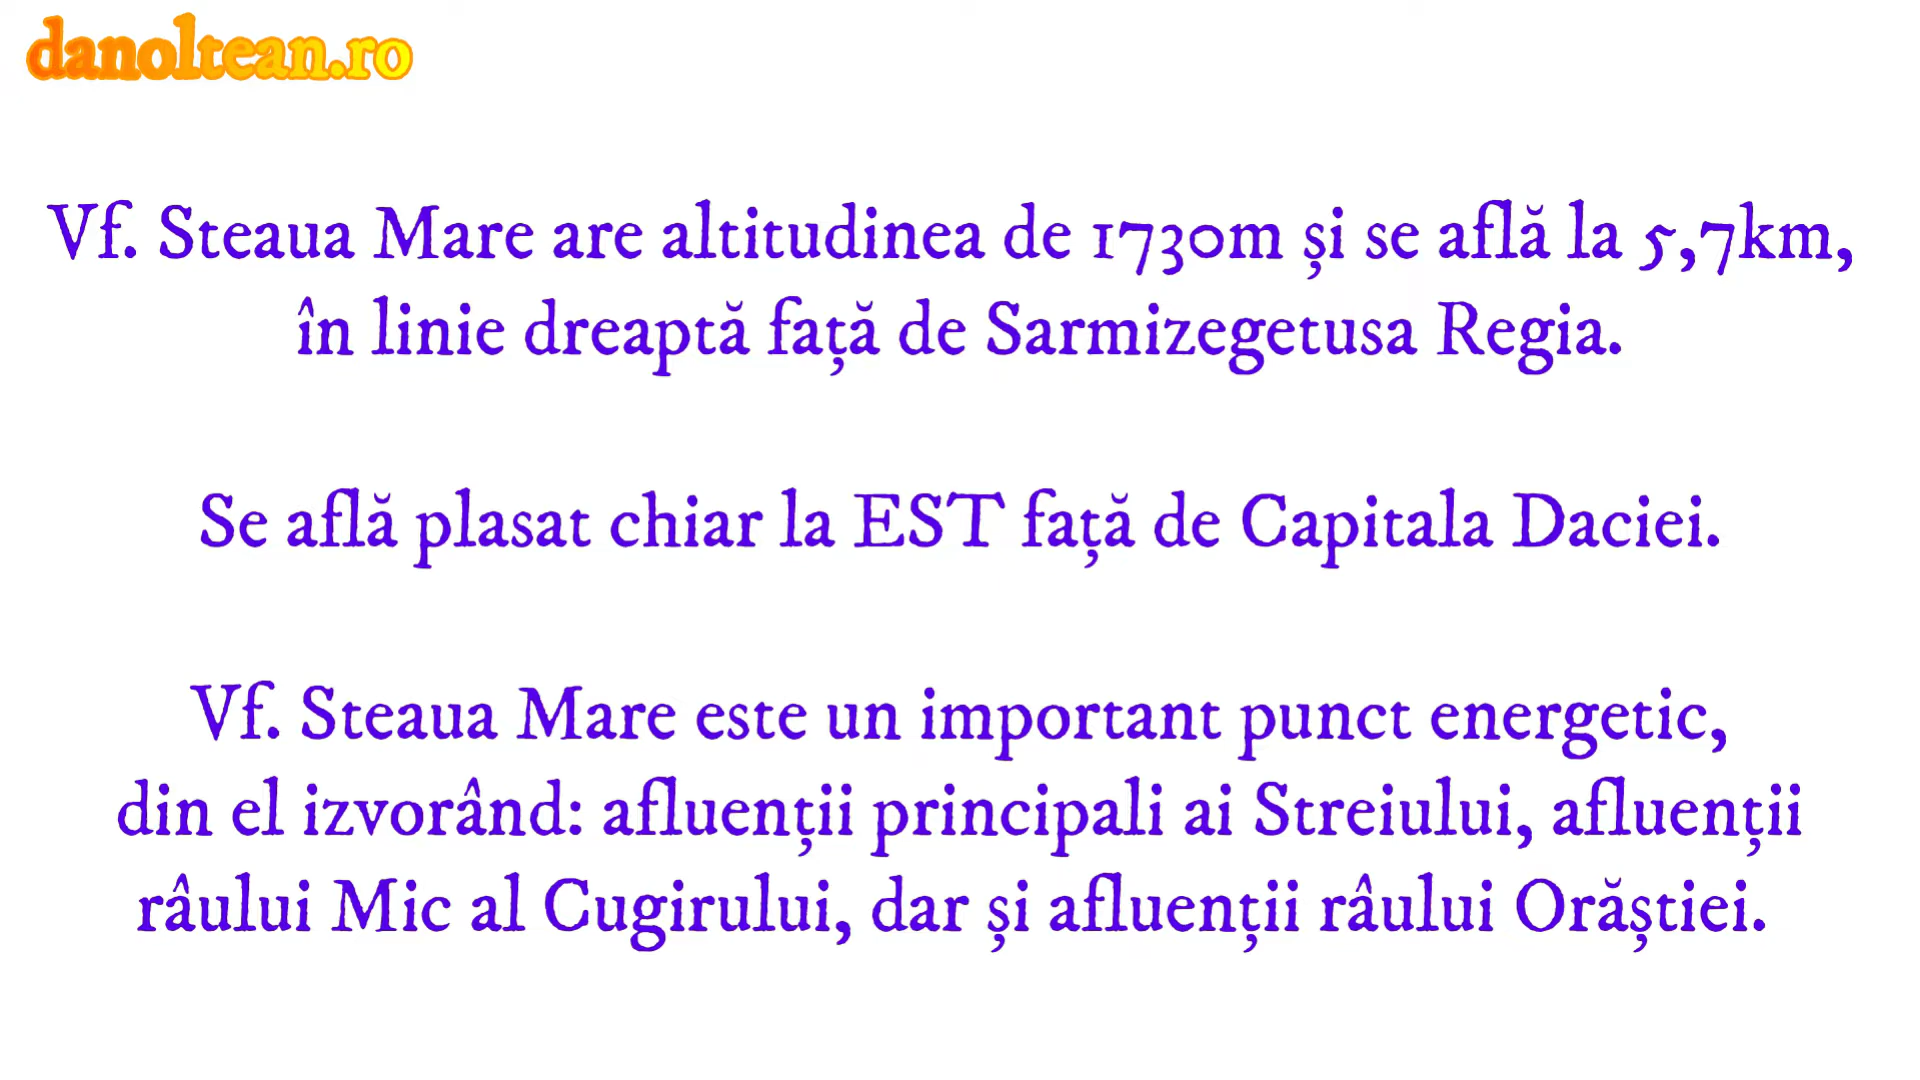 danoltean.ro
Vf. Steaua Mare are altitudinea de 1730m și se află la 5,7km,
în linie dreaptă față de Sarmizegetusa Regia.
Se află plasat chiar la EST față de Capitala Daciei.
Vf. Steaua Mare este un important punct energetic,
din el izvorând: afluenții principali ai Streiului, afluenții
râului Mic al Cugirului, dar și afluenții râului Orăștiei.